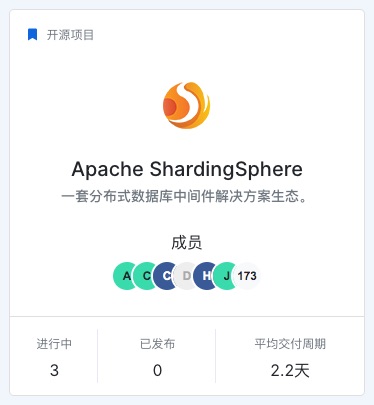 开源项目
Apache ShardingSphere
一套分布式数据库中间件解决方案生态。
成员
A C C D H J 173
进行中 已发布 平均交付周期
3 0 2.2天